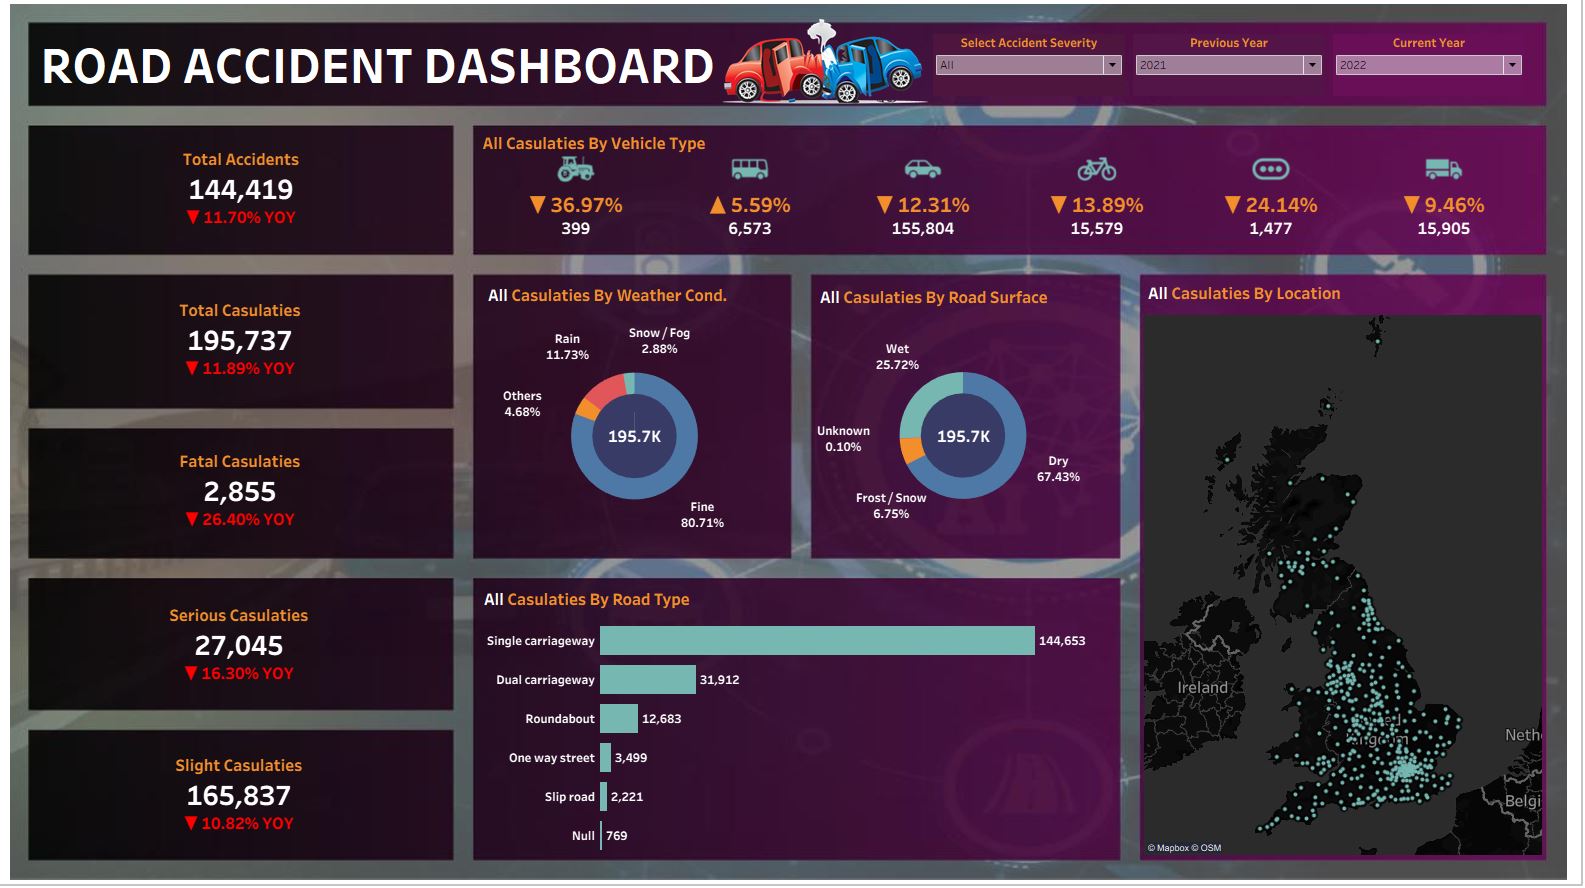 ROAD ACCIDENT DASHBOARD
Select Accident Severity
All
Previous Year
2021
Current Year
2022
Total Accidents
144,419
▼ 11.70% YOY
Total Casulaties
195,737
▼ 11.89% YOY
Fatal Casulaties
2,855
▼ 26.40% YOY
Serious Casulaties
27,045
▼ 16.30% YOY
Slight Casulaties
165,837
▼ 10.82% YOY
All Casulaties By Vehicle Type
▼ 36.97%
399
▲ 5.59%
6,573
▼ 12.31%
155,804
▼ 13.89%
15,579
▼ 24.14%
1,477
▼ 9.46%
15,905
All Casulaties By Weather Cond.
Snow / Fog
2.88%
Rain
11.73%
Others
4.68%
195.7K
Fine
80.71%
All Casulaties By Road Surface
Wet
25.72%
Unknown
0.10%
195.7K
Dry
67.43%
Frost / Snow
6.75%
All Casulaties By Road Type
Single carriageway 144,653
Dual carriageway 31,912
Roundabout 12,683
One way street 3,499
Slip road 2,221
Null 769
All Casulaties By Location
Ireland
Neth
Belgi
© Mapbox © OSM